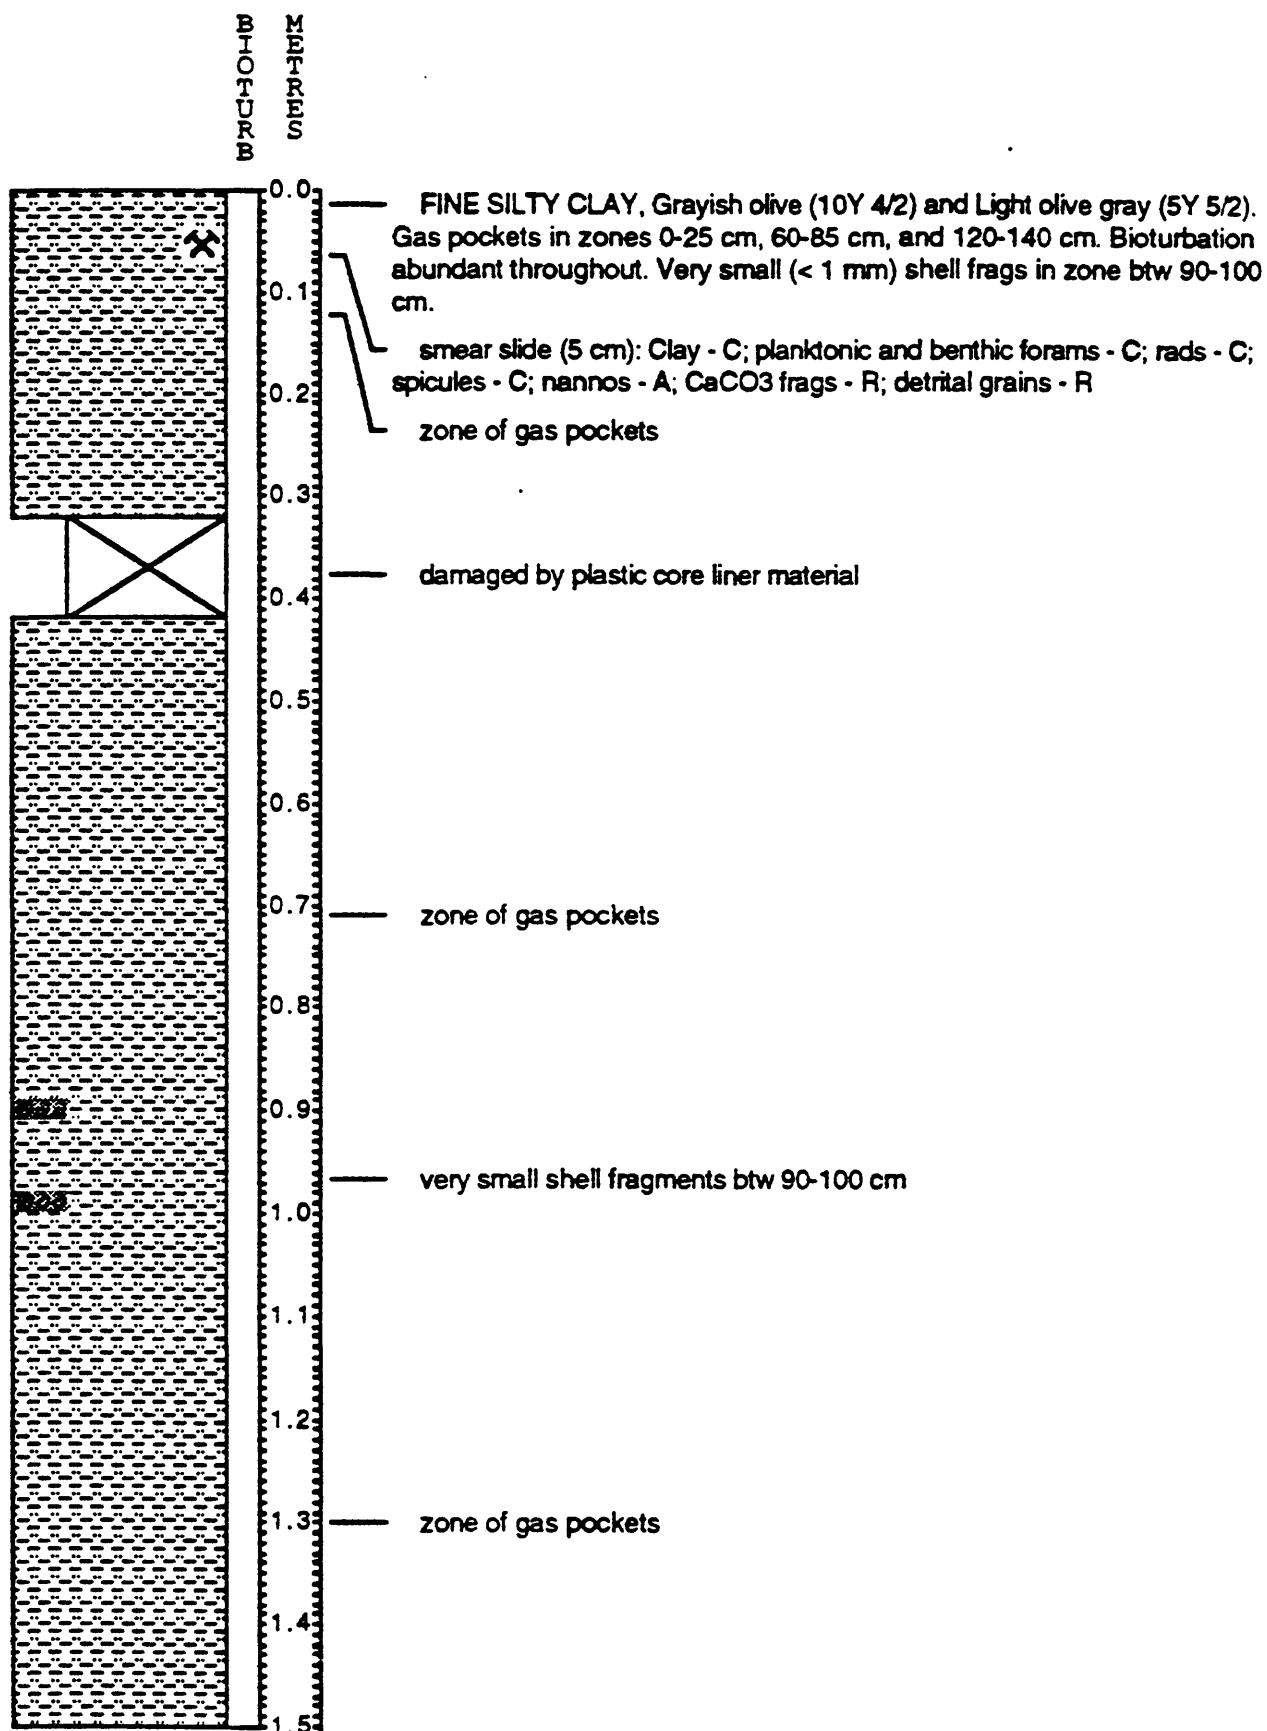 BIOTURB
METRES
0.0
FINE SILTY CLAY, Grayish olive (10Y 4/2) and Light olive gray (5Y 5/2).
Gas pockets in zones 0-25 cm, 60-85 cm, and 120-140 cm. Bioturbation
abundant throughout. Very small (< 1 mm) shell frags in zone btw 90-100
cm.
0.1
smear slide (5 cm): Clay - C; planktonic and benthic forams - C; rads - C;
spicules - C; nannos - A; CaCO3 frags - R; detrital grains - R
0.2
zone of gas pockets
0.3
damaged by plastic core liner material
0.4
0.5
0.6
0.7
zone of gas pockets
0.8
0.9
very small shell fragments btw 90-100 cm
1.0
1.1
1.2
1.3
zone of gas pockets
1.4
1.5